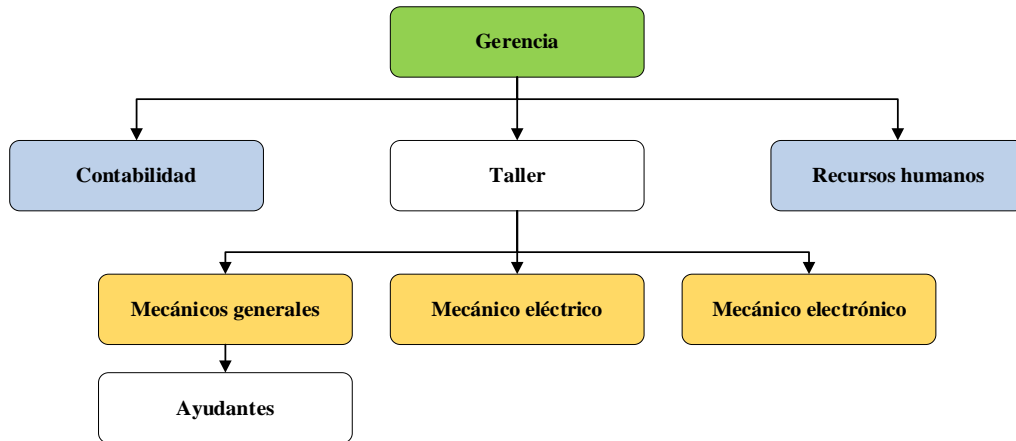 Gerencia
Contabilidad
Taller
Recursos humanos
Mecánicos generales
Mecánico eléctrico
Mecánico electrónico
Ayudantes